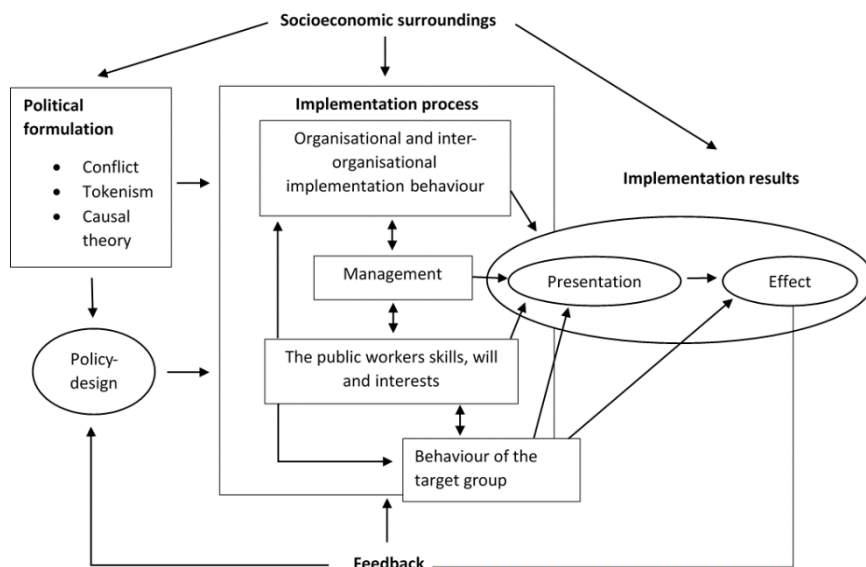 Socioeconomic surroundings
Political
formulation
• Conflict
• Tokenism
• Causal
theory
Implementation process
Organisational and inter-
organisational
implementation behaviour
Implementation results
Management
Presentation
Effect
Policy-
design
The public workers skills, will
and interests
Behaviour of the
target group
Feedback